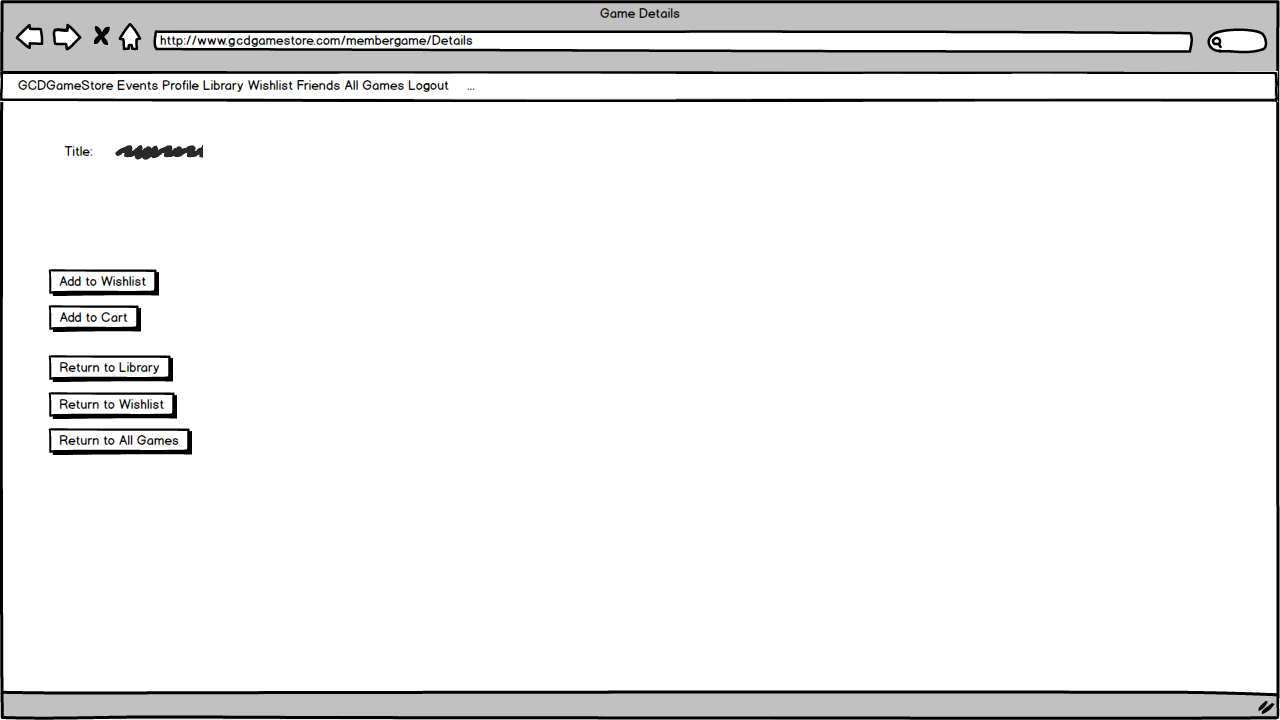 Game Details
http://www.gcdgamestore.com/membergame/Details
GCDGameStore Events Profile Library Wishlist Friends All Games Logout ...
Title:
Add to Wishlist
Add to Cart
Return to Library
Return to Wishlist
Return to All Games